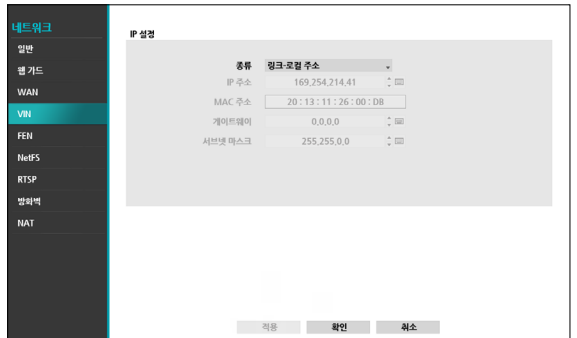 네트워크
일반
웹 가드
WAN
VIN
FEN
NetFS
RTSP
방화벽
NAT
IP 설정
종류 링크-로컬 주소
IP 주소 169,254,214,41
MAC 주소 20 : 13 : 11 : 26 : 00 : DB
게이트웨이 0,0,0,0
서브넷 마스크 255,255,0,0
적용 확인 취소